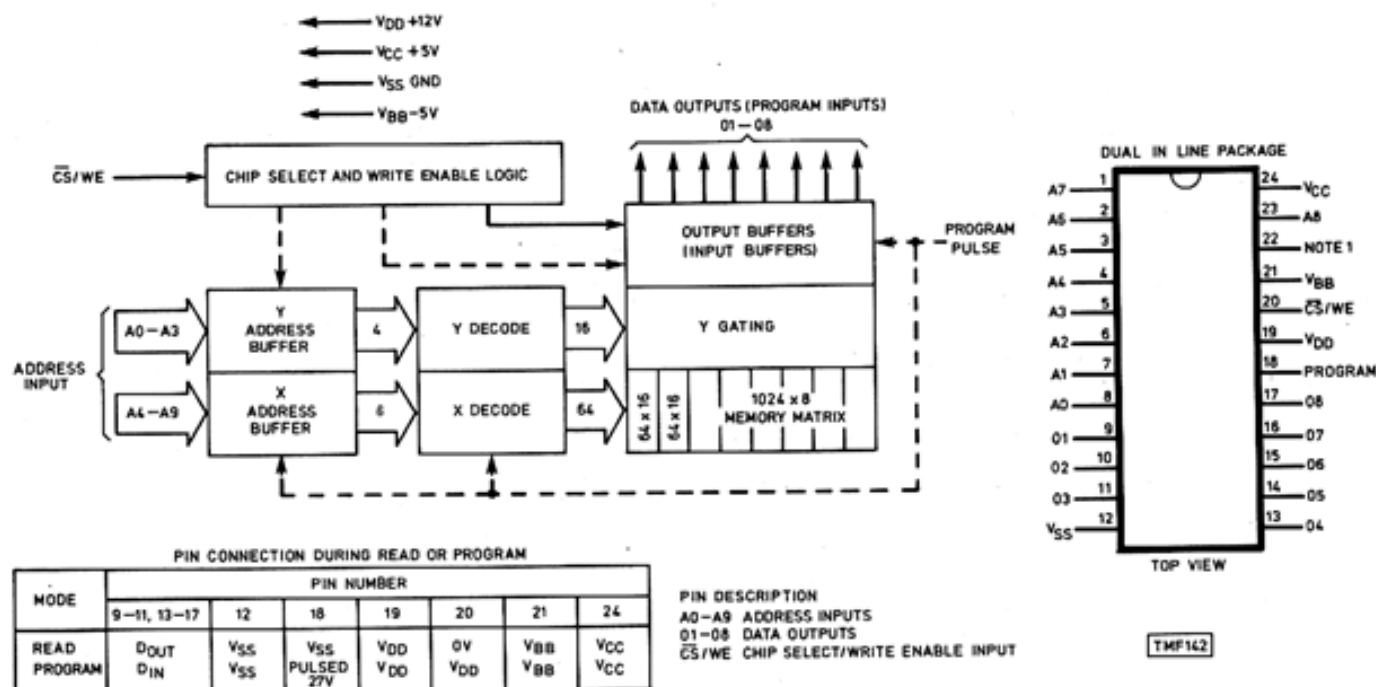 VDD +12V
VCC +5V
VSS GND
VBB -5V
DATA OUTPUTS (PROGRAM INPUTS)
01-08
CS/WE
CHIP SELECT AND WRITE ENABLE LOGIC
OUTPUT BUFFERS
(INPUT BUFFERS)
PROGRAM
PULSE
ADDRESS
INPUT
A0-A3
Y
ADDRESS
BUFFER
4
Y DECODE
16
Y GATING
A4-A9
X
ADDRESS
BUFFER
6
X DECODE
64
64 x 16
64 x 16
1024 x 8
MEMORY MATRIX
DUAL IN LINE PACKAGE
A7 1 24 VCC
A6 2 23 A8
A5 3 22 NOTE 1
A4 4 21 VBB
A3 5 20 CS/WE
A2 6 19 VDD
A1 7 18 PROGRAM
A0 8 17 08
01 9 16 07
02 10 15 06
03 11 14 05
VSS 12 13 04
TOP VIEW
PIN CONNECTION DURING READ OR PROGRAM
MODE PIN NUMBER
9-11, 13-17 12 18 19 20 21 24
READ DOUT VSS VSS VDD 0V VBB VCC
PROGRAM DIN VSS PULSED 27V VDD VDD VBB VCC
PIN DESCRIPTION
A0-A9 ADDRESS INPUTS
01-08 DATA OUTPUTS
CS/WE CHIP SELECT/WRITE ENABLE INPUT
TMF142